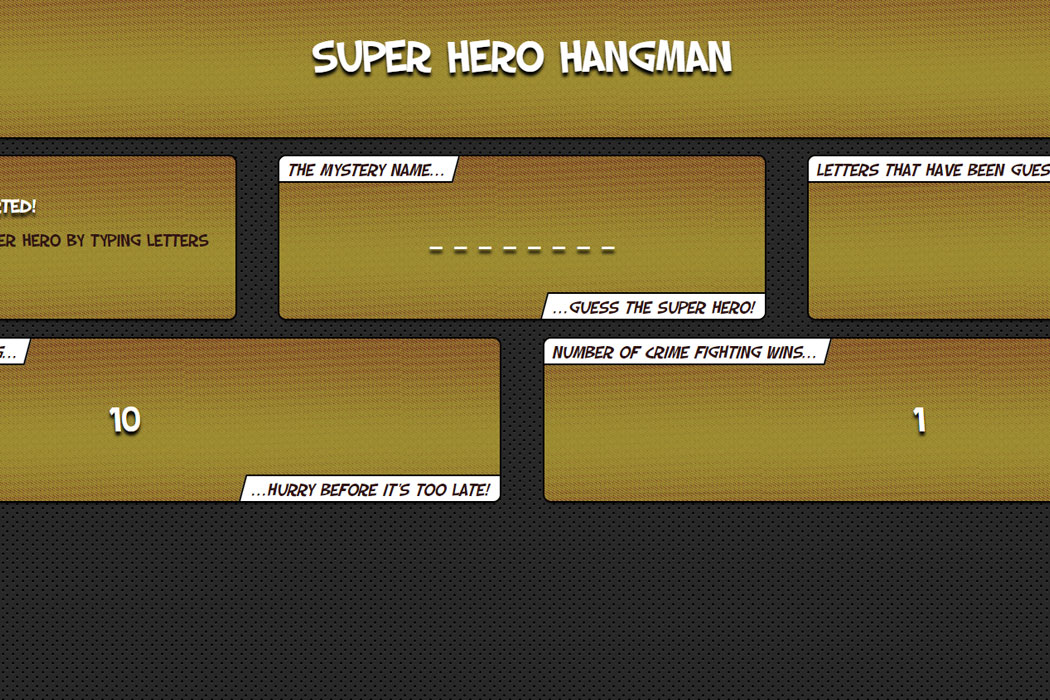 SUPER HERO HANGMAN
RTED!
ER HERO BY TYPING LETTERS
THE MYSTERY NAME...
_ _ _ _ _ _ _ _
...GUESS THE SUPER HERO!
LETTERS THAT HAVE BEEN GUES
G...
10
...HURRY BEFORE IT'S TOO LATE!
NUMBER OF CRIME FIGHTING WINS...
1